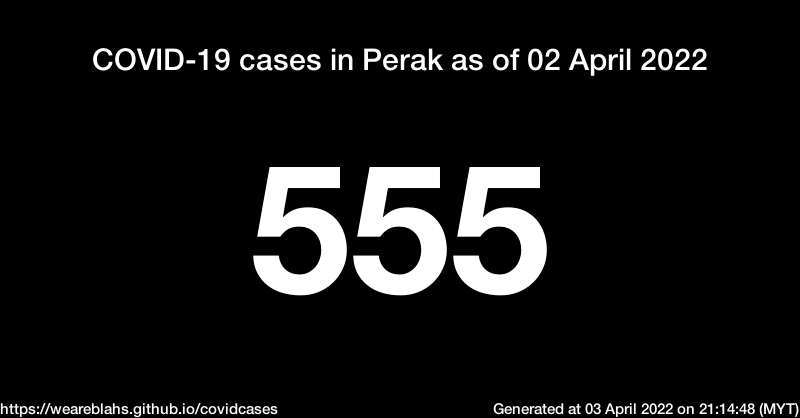 COVID-19 cases in Perak as of 02 April 2022
555
https://weareblahs.github.io/covidcases
Generated at 03 April 2022 on 21:14:48 (MYT)